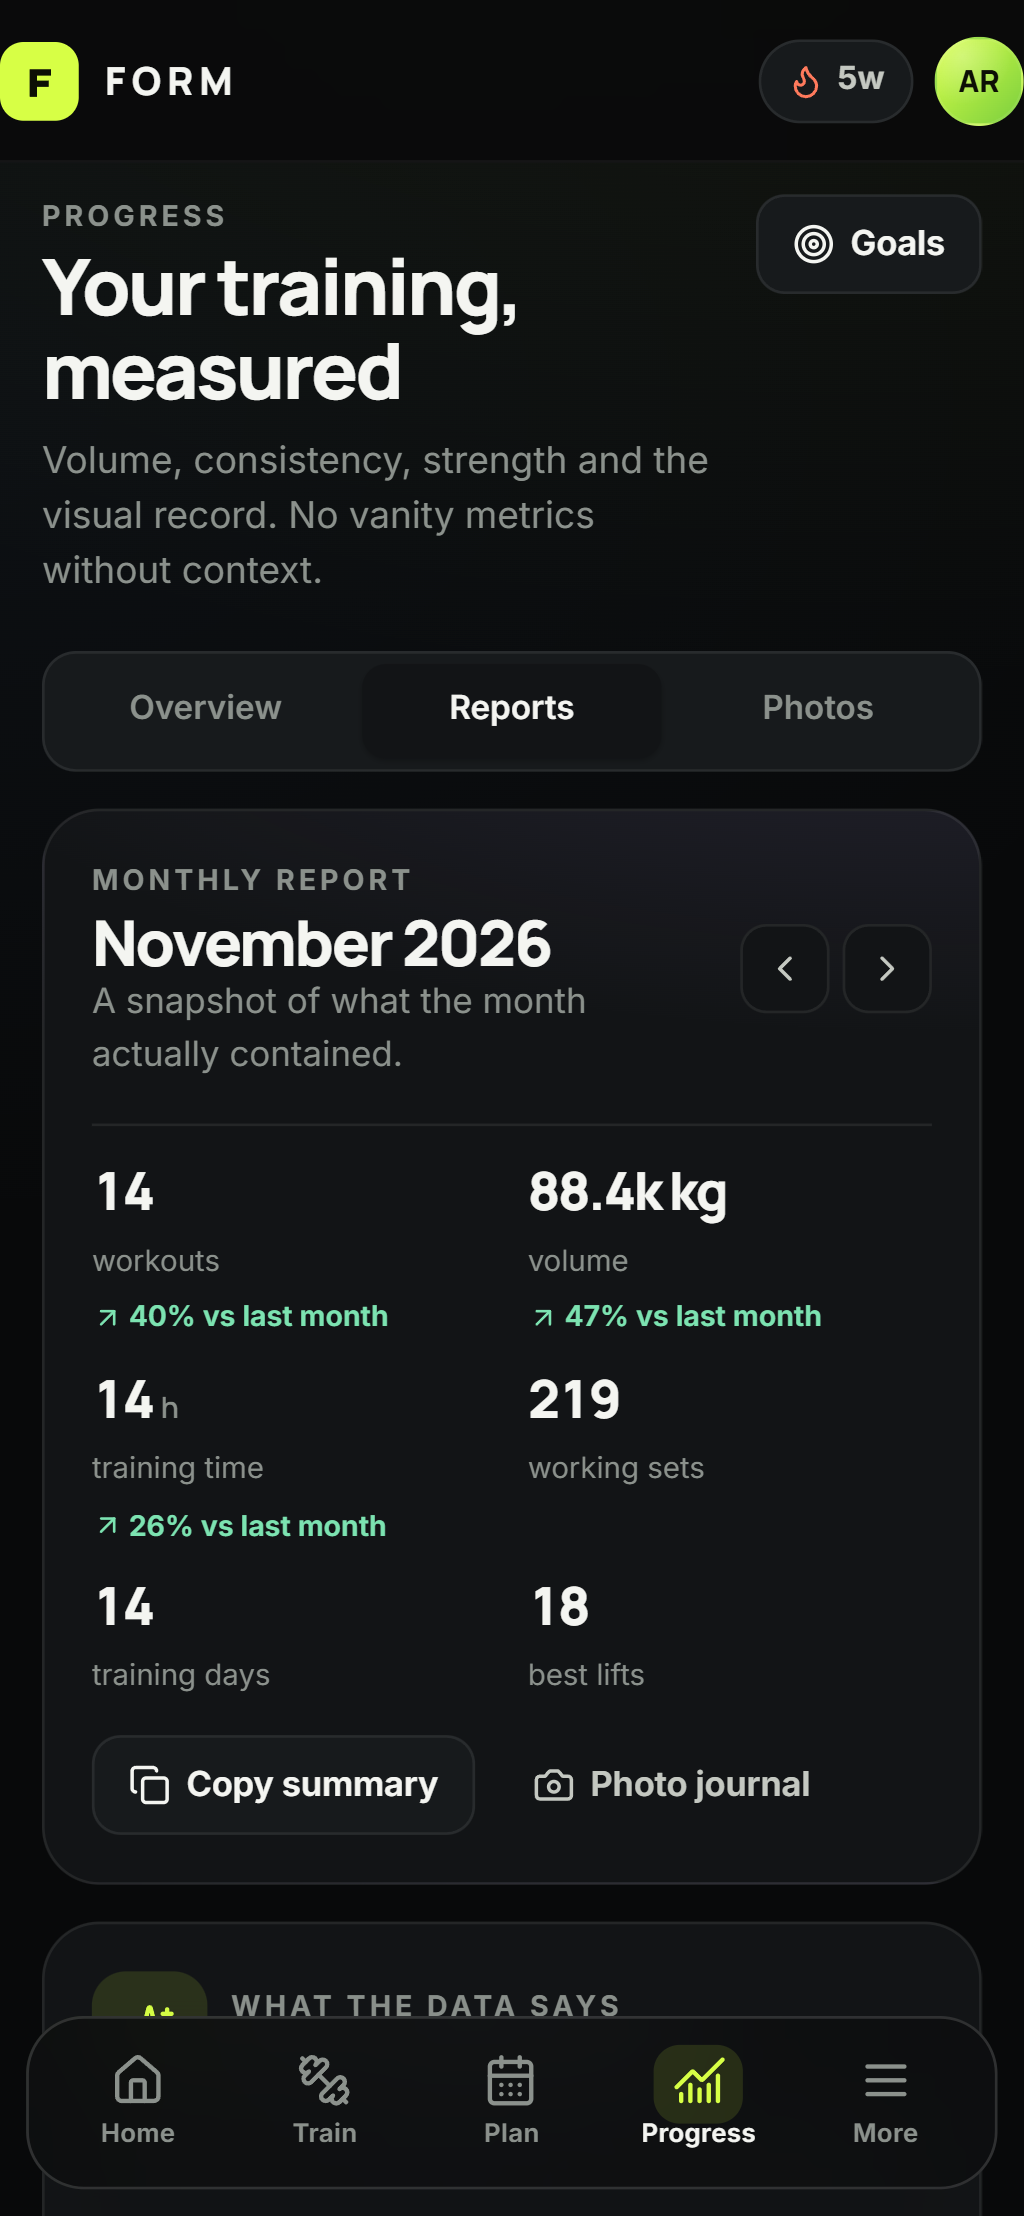 F FORM
5w
AR
PROGRESS
Goals
Your training,
measured
Volume, consistency, strength and the
visual record. No vanity metrics
without context.
Overview Reports Photos
MONTHLY REPORT
November 2026
A snapshot of what the month
actually contained.
14
workouts
40% vs last month
88.4k kg
volume
47% vs last month
14 h
training time
26% vs last month
219
working sets
14
training days
18
best lifts
Copy summary
Photo journal
WHAT THE DATA SAYS
Home Train Plan Progress More